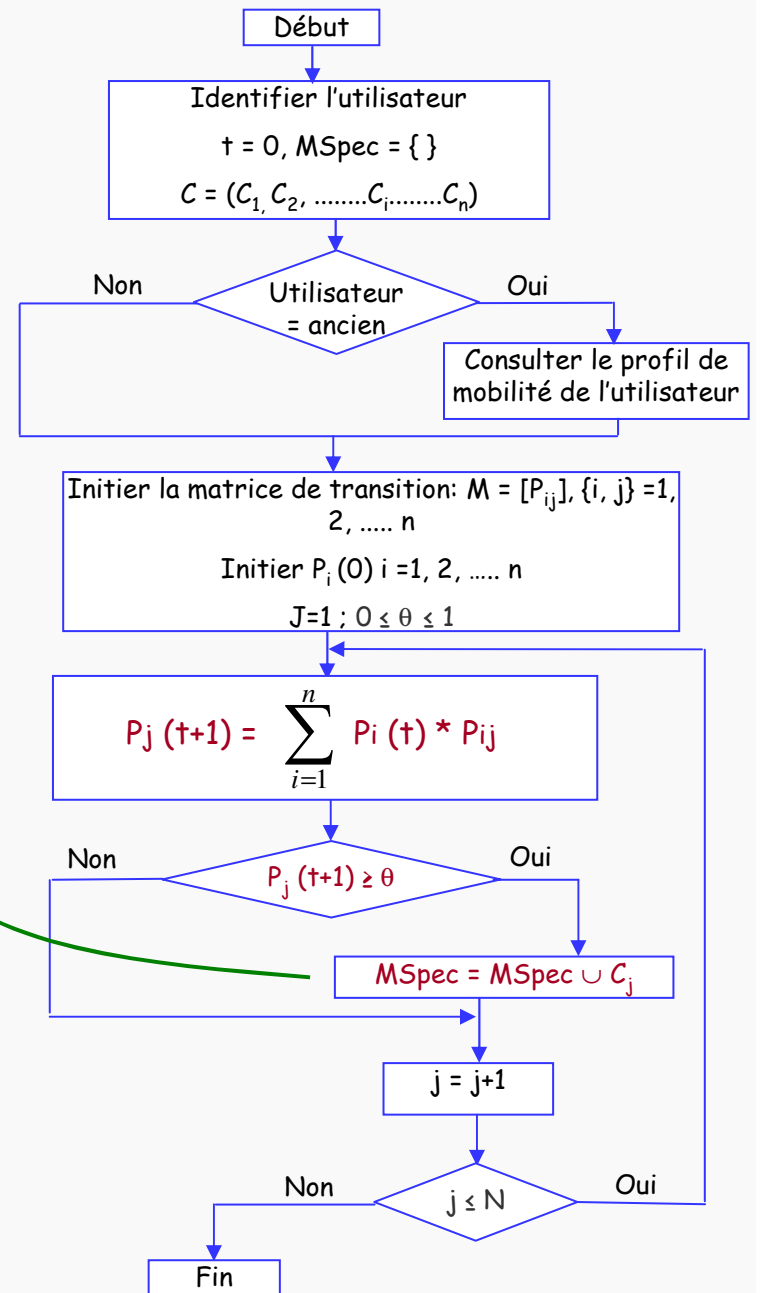 Début
Identifier l'utilisateur
t = 0, MSpec = { }
C = (C1, C2, ........Ci........Cn)
Non
Utilisateur
= ancien
Oui
Consulter le profil de
mobilité de l'utilisateur
Initier la matrice de transition: M = [Pij], {i, j} =1,
2, ..... n
Initier Pi (0) i =1, 2, ..... n
J=1 ; 0 ≤ θ ≤ 1
Pj (t+1) = ∑_{i=1}^{n} Pi (t) * Pij
Non
Pj (t+1) ≥ θ
Oui
MSpec = MSpec ∪ Cj
j = j+1
Non
j ≤ N
Oui
Fin